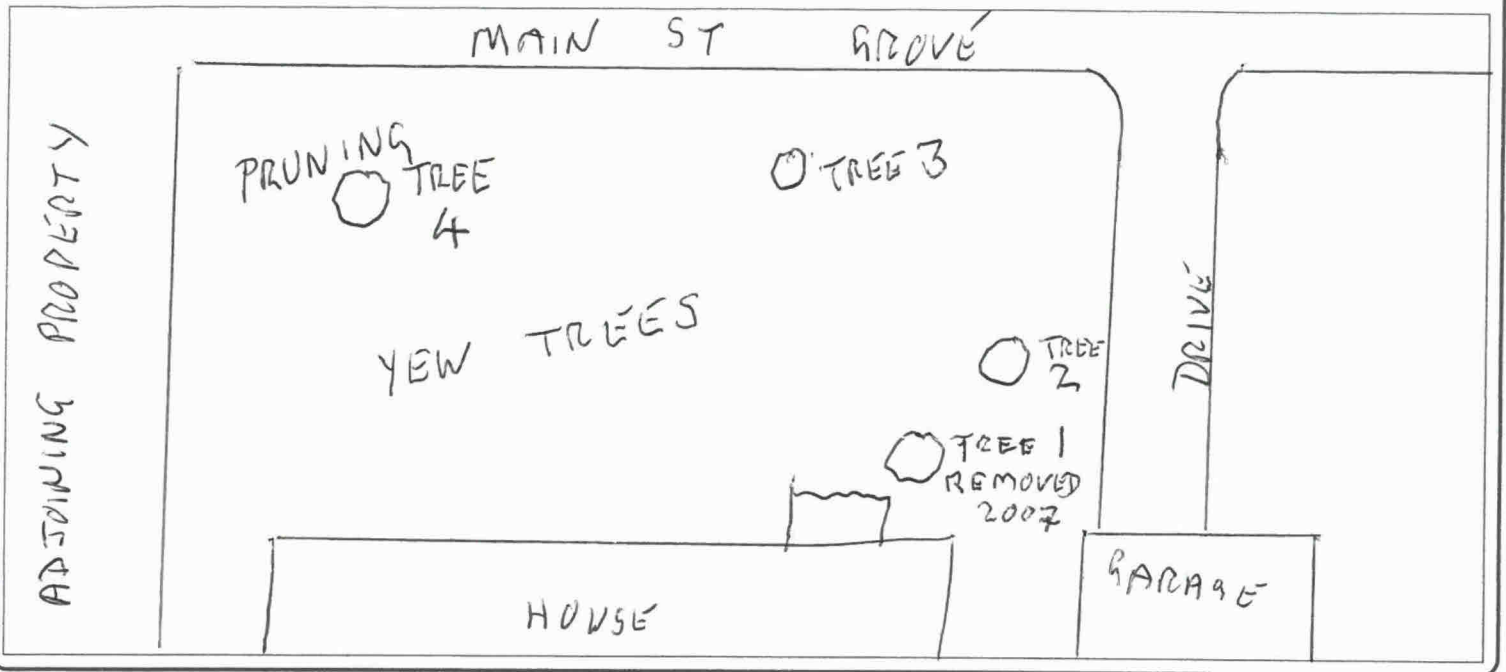 MAIN ST GROVE
ADJOINING PROPERTY
PRUNING
TREE
4
TREE 3
YEW TREES
TREE
2
DRIVE
TREE 1
REMOVED
2007
HOUSE
GARAGE